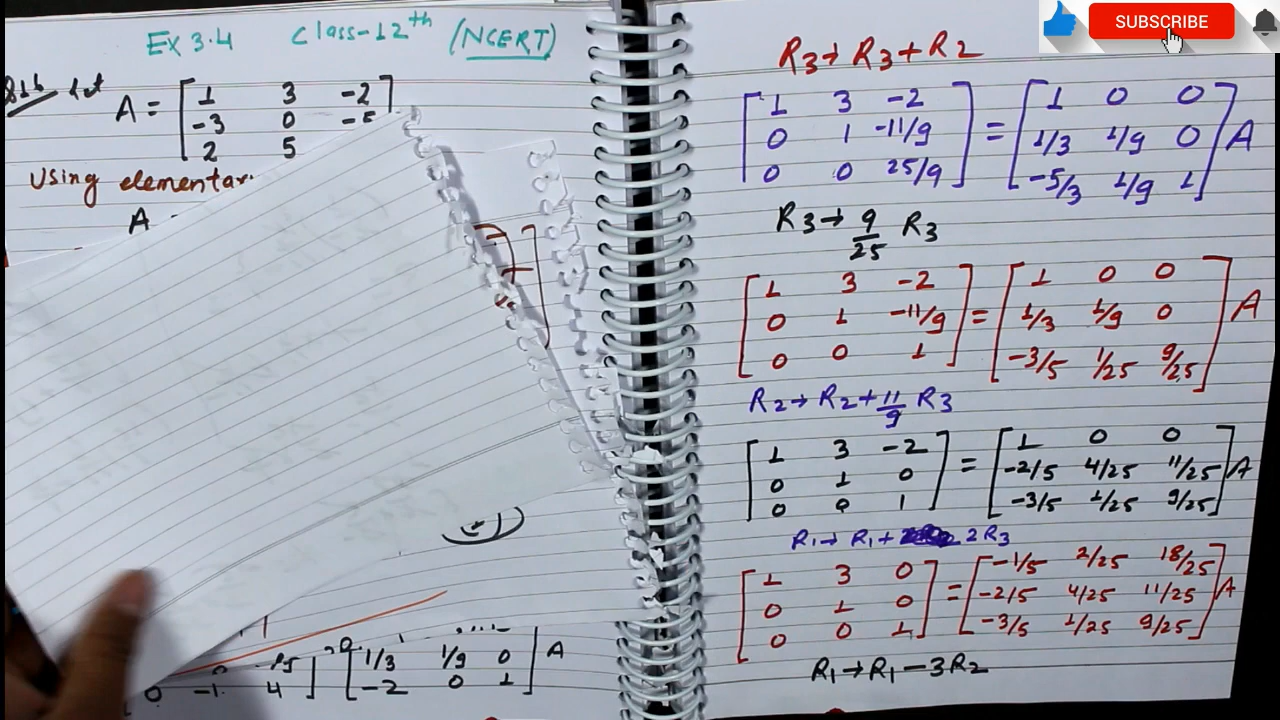 Ex 3.4 Class-12th (NCERT)
A = [ 1 3 -2
-3 0 -5
2 5
Using elementar
A
0 -1 4 ] [ 1/3 1/9 0
-2 0 1 ] A
SUBSCRIBE
R3→R3+R2
[ 1 3 -2 ] = [ 1 0 0 ]
[ 0 1 -11/9 ] = [ 1/3 1/9 0 ] A
[ 0 0 25/9 ] [ -5/3 1/9 1 ]
R3→ 9/25 R3
[ 1 3 -2 ] [ 1 0 0 ]
[ 0 1 -11/9 ] = [ 1/3 1/9 0 ] A
[ 0 0 1 ] [ -3/5 1/25 9/25 ]
R2→R2+11/9 R3
[ 1 3 -2 ] [ 1 0 0 ]
[ 0 1 0 ] = [ -2/5 4/25 11/25 ] A
[ 0 0 1 ] [ -3/5 1/25 9/25 ]
R1→R1+ 2R3
[ 1 3 0 ] [ -1/5 2/25 18/25 ]
[ 0 1 0 ] = [ -2/5 4/25 11/25 ] A
[ 0 0 1 ] [ -3/5 1/25 9/25 ]
R1→R1-3R2